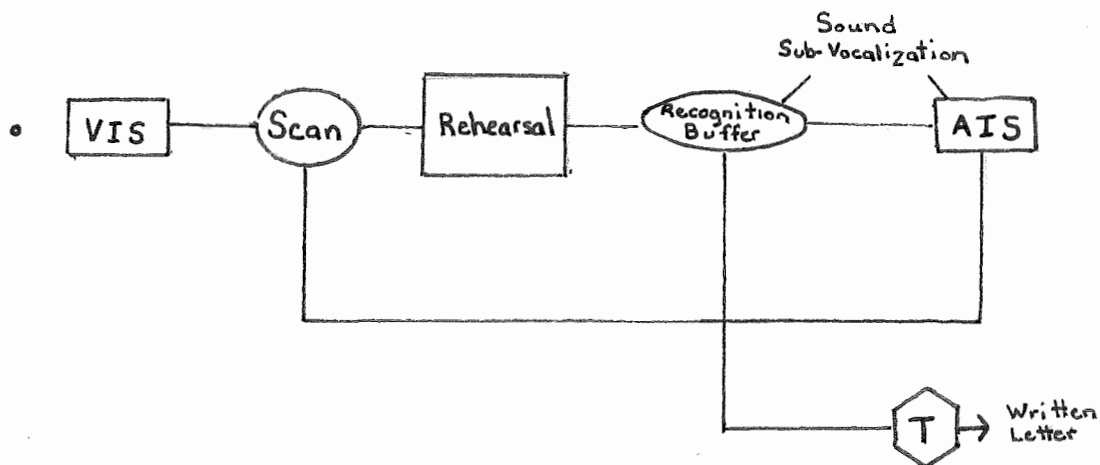 Sound
Sub-Vocalization
VIS
Scan
Rehearsal
Recognition
Buffer
AIS
T
Written
Letter